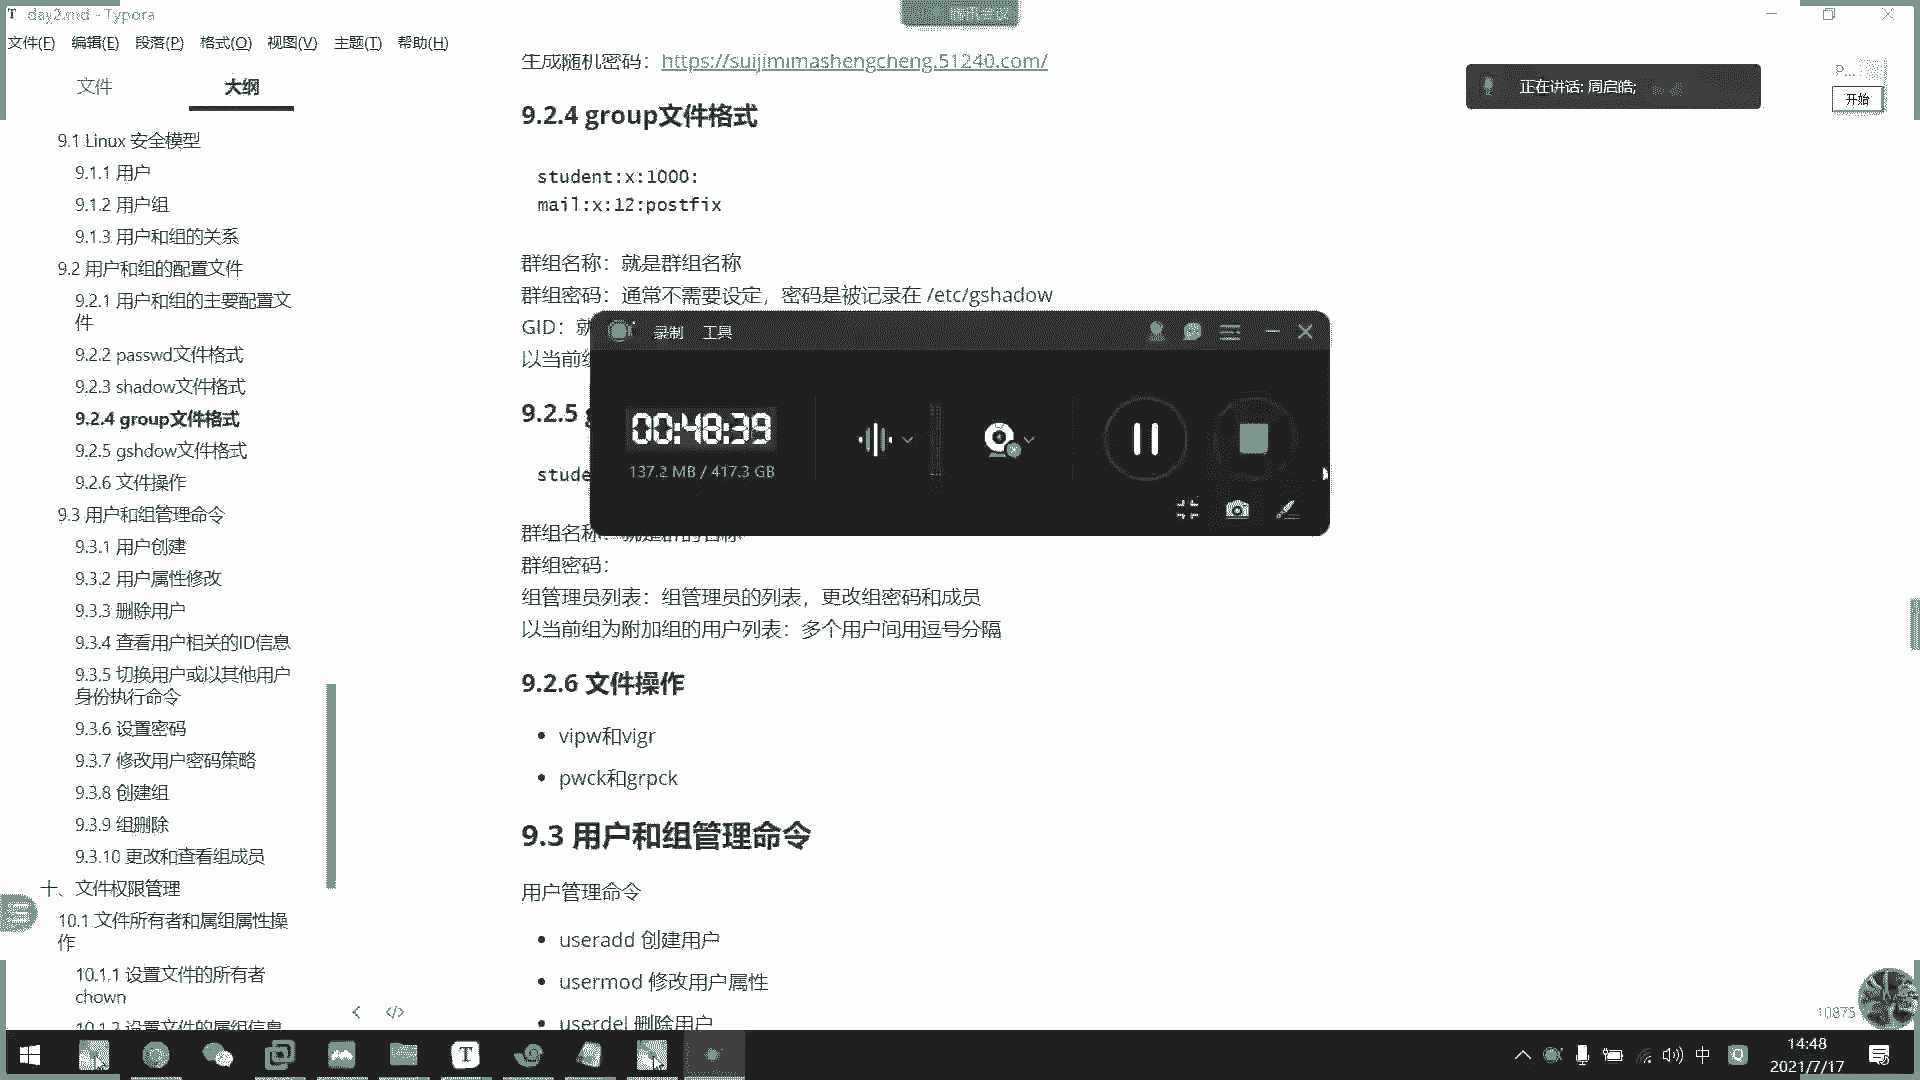 day2.md - Typora
腾讯会议
文件(F) 编辑(E) 段落(P) 格式(O) 视图(V) 主题(T) 帮助(H)
文件 大纲
9.1 Linux 安全模型
9.1.1 用户
9.1.2 用户组
9.1.3 用户和组的关系
9.2 用户和组的配置文件
9.2.1 用户和组的主要配置文
件
9.2.2 passwd文件格式
9.2.3 shadow文件格式
9.2.4 group文件格式
9.2.5 gshdow文件格式
9.2.6 文件操作
9.3 用户和组管理命令
9.3.1 用户创建
9.3.2 用户属性修改
9.3.3 删除用户
9.3.4 查看用户相关的ID信息
9.3.5 切换用户或以其他用户
身份执行命令
9.3.6 设置密码
9.3.7 修改用户密码策略
9.3.8 创建组
9.3.9 组删除
9.3.10 更改和查看组成员
十、文件权限管理
10.1 文件所有者和属组属性操
作
10.1.1 设置文件的所有者
chown
10.1.2 设置文件的属组信息
生成随机密码：https://suijimimashengcheng.51240.com/
9.2.4 group文件格式
student:x:1000:
mail:x:12:postfix
群组名称：就是群组名称
群组密码：通常不需要设定，密码是被记录在 /etc/gshadow
GID：就
以当前组
9.2.5 g
stude
群组名称：就是群的名称
群组密码：
组管理员列表：组管理员的列表，更改组密码和成员
以当前组为附加组的用户列表：多个用户间用逗号分隔
9.2.6 文件操作
• vipw和vigr
• pwck和grpck
9.3 用户和组管理命令
用户管理命令
• useradd 创建用户
• usermod 修改用户属性
• userdel 删除用户
录制 工具
00:48:39
137.2 MB / 417.3 GB
正在讲话: 周启皓;
P...
开始
10875
中
14:48
2021/7/17